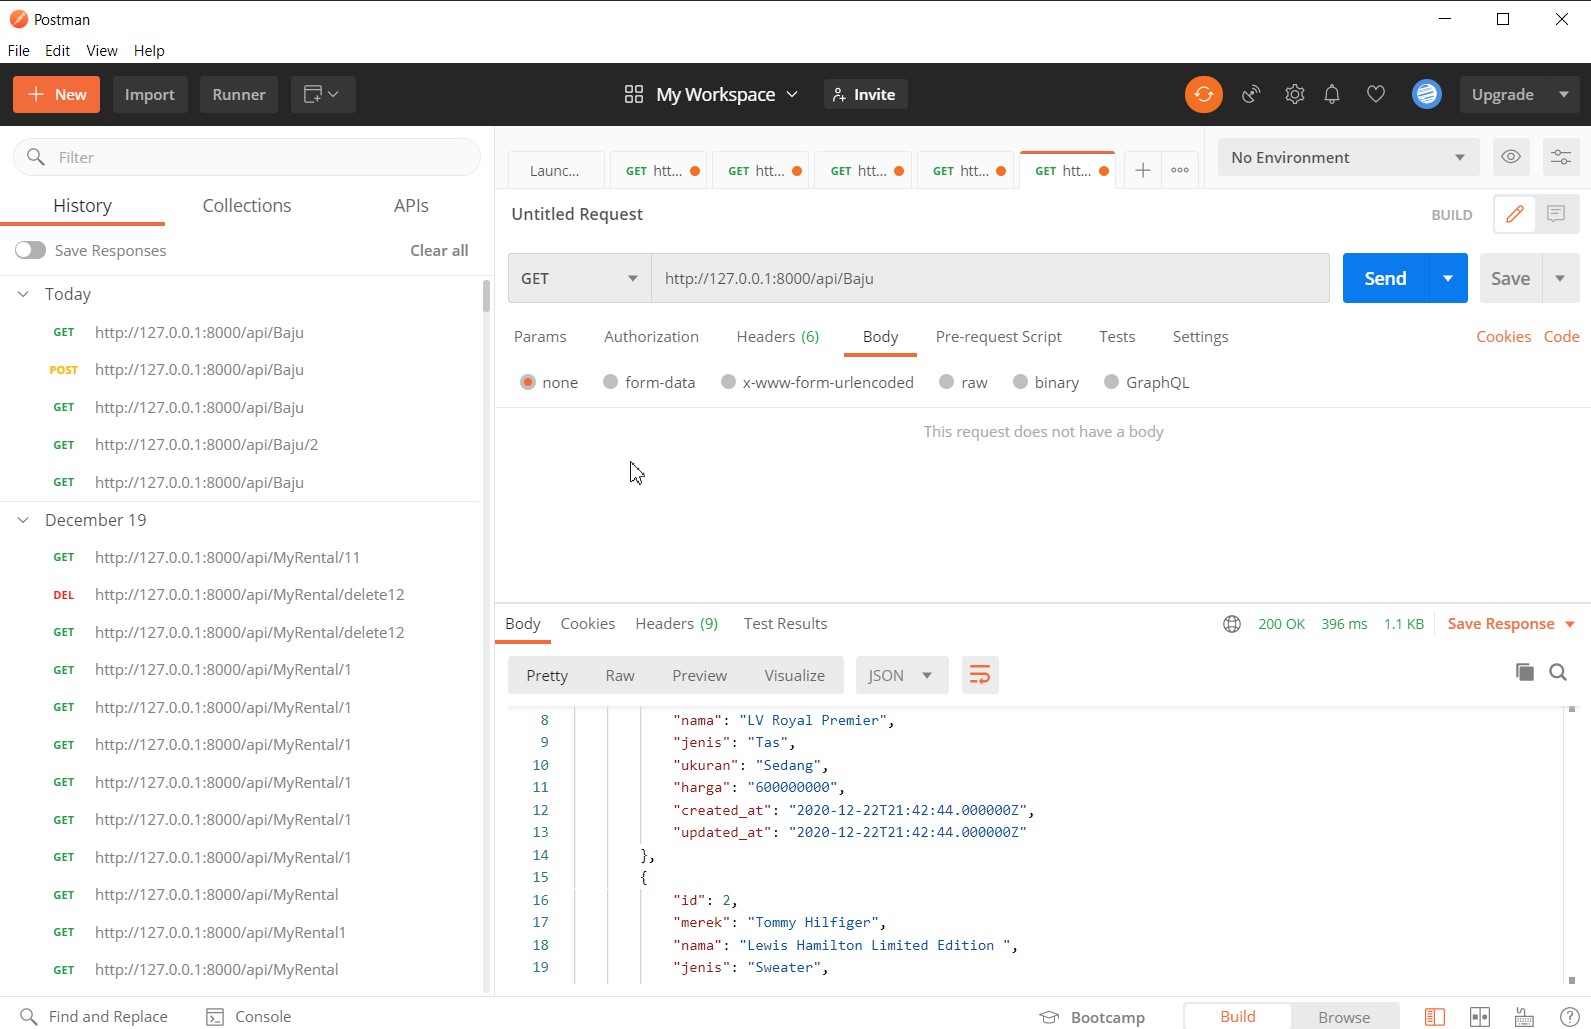 Postman
File Edit View Help
New Import Runner My Workspace Invite Upgrade
Filter
History Collections APIs
Save Responses Clear all
Today
GET http://127.0.0.1:8000/api/Baju
POST http://127.0.0.1:8000/api/Baju
GET http://127.0.0.1:8000/api/Baju
GET http://127.0.0.1:8000/api/Baju/2
GET http://127.0.0.1:8000/api/Baju
December 19
GET http://127.0.0.1:8000/api/MyRental/11
DEL http://127.0.0.1:8000/api/MyRental/delete12
GET http://127.0.0.1:8000/api/MyRental/delete12
GET http://127.0.0.1:8000/api/MyRental/1
GET http://127.0.0.1:8000/api/MyRental/1
GET http://127.0.0.1:8000/api/MyRental/1
GET http://127.0.0.1:8000/api/MyRental/1
GET http://127.0.0.1:8000/api/MyRental/1
GET http://127.0.0.1:8000/api/MyRental/1
GET http://127.0.0.1:8000/api/MyRental
GET http://127.0.0.1:8000/api/MyRental1
GET http://127.0.0.1:8000/api/MyRental
Launc... GET htt... GET htt... GET htt... GET htt... GET htt... No Environment
Untitled Request BUILD
GET http://127.0.0.1:8000/api/Baju Send Save
Params Authorization Headers (6) Body Pre-request Script Tests Settings Cookies Code
none form-data x-www-form-urlencoded raw binary GraphQL
This request does not have a body
Body Cookies Headers (9) Test Results 200 OK 396 ms 1.1 KB Save Response
Pretty Raw Preview Visualize JSON
8 "nama": "LV Royal Premier",
9 "jenis": "Tas",
10 "ukuran": "Sedang",
11 "harga": "600000000",
12 "created_at": "2020-12-22T21:42:44.000000Z",
13 "updated_at": "2020-12-22T21:42:44.000000Z"
14 },
15 {
16 "id": 2,
17 "merek": "Tommy Hilfiger",
18 "nama": "Lewis Hamilton Limited Edition ",
19 "jenis": "Sweater",
Find and Replace Console Bootcamp Build Browse